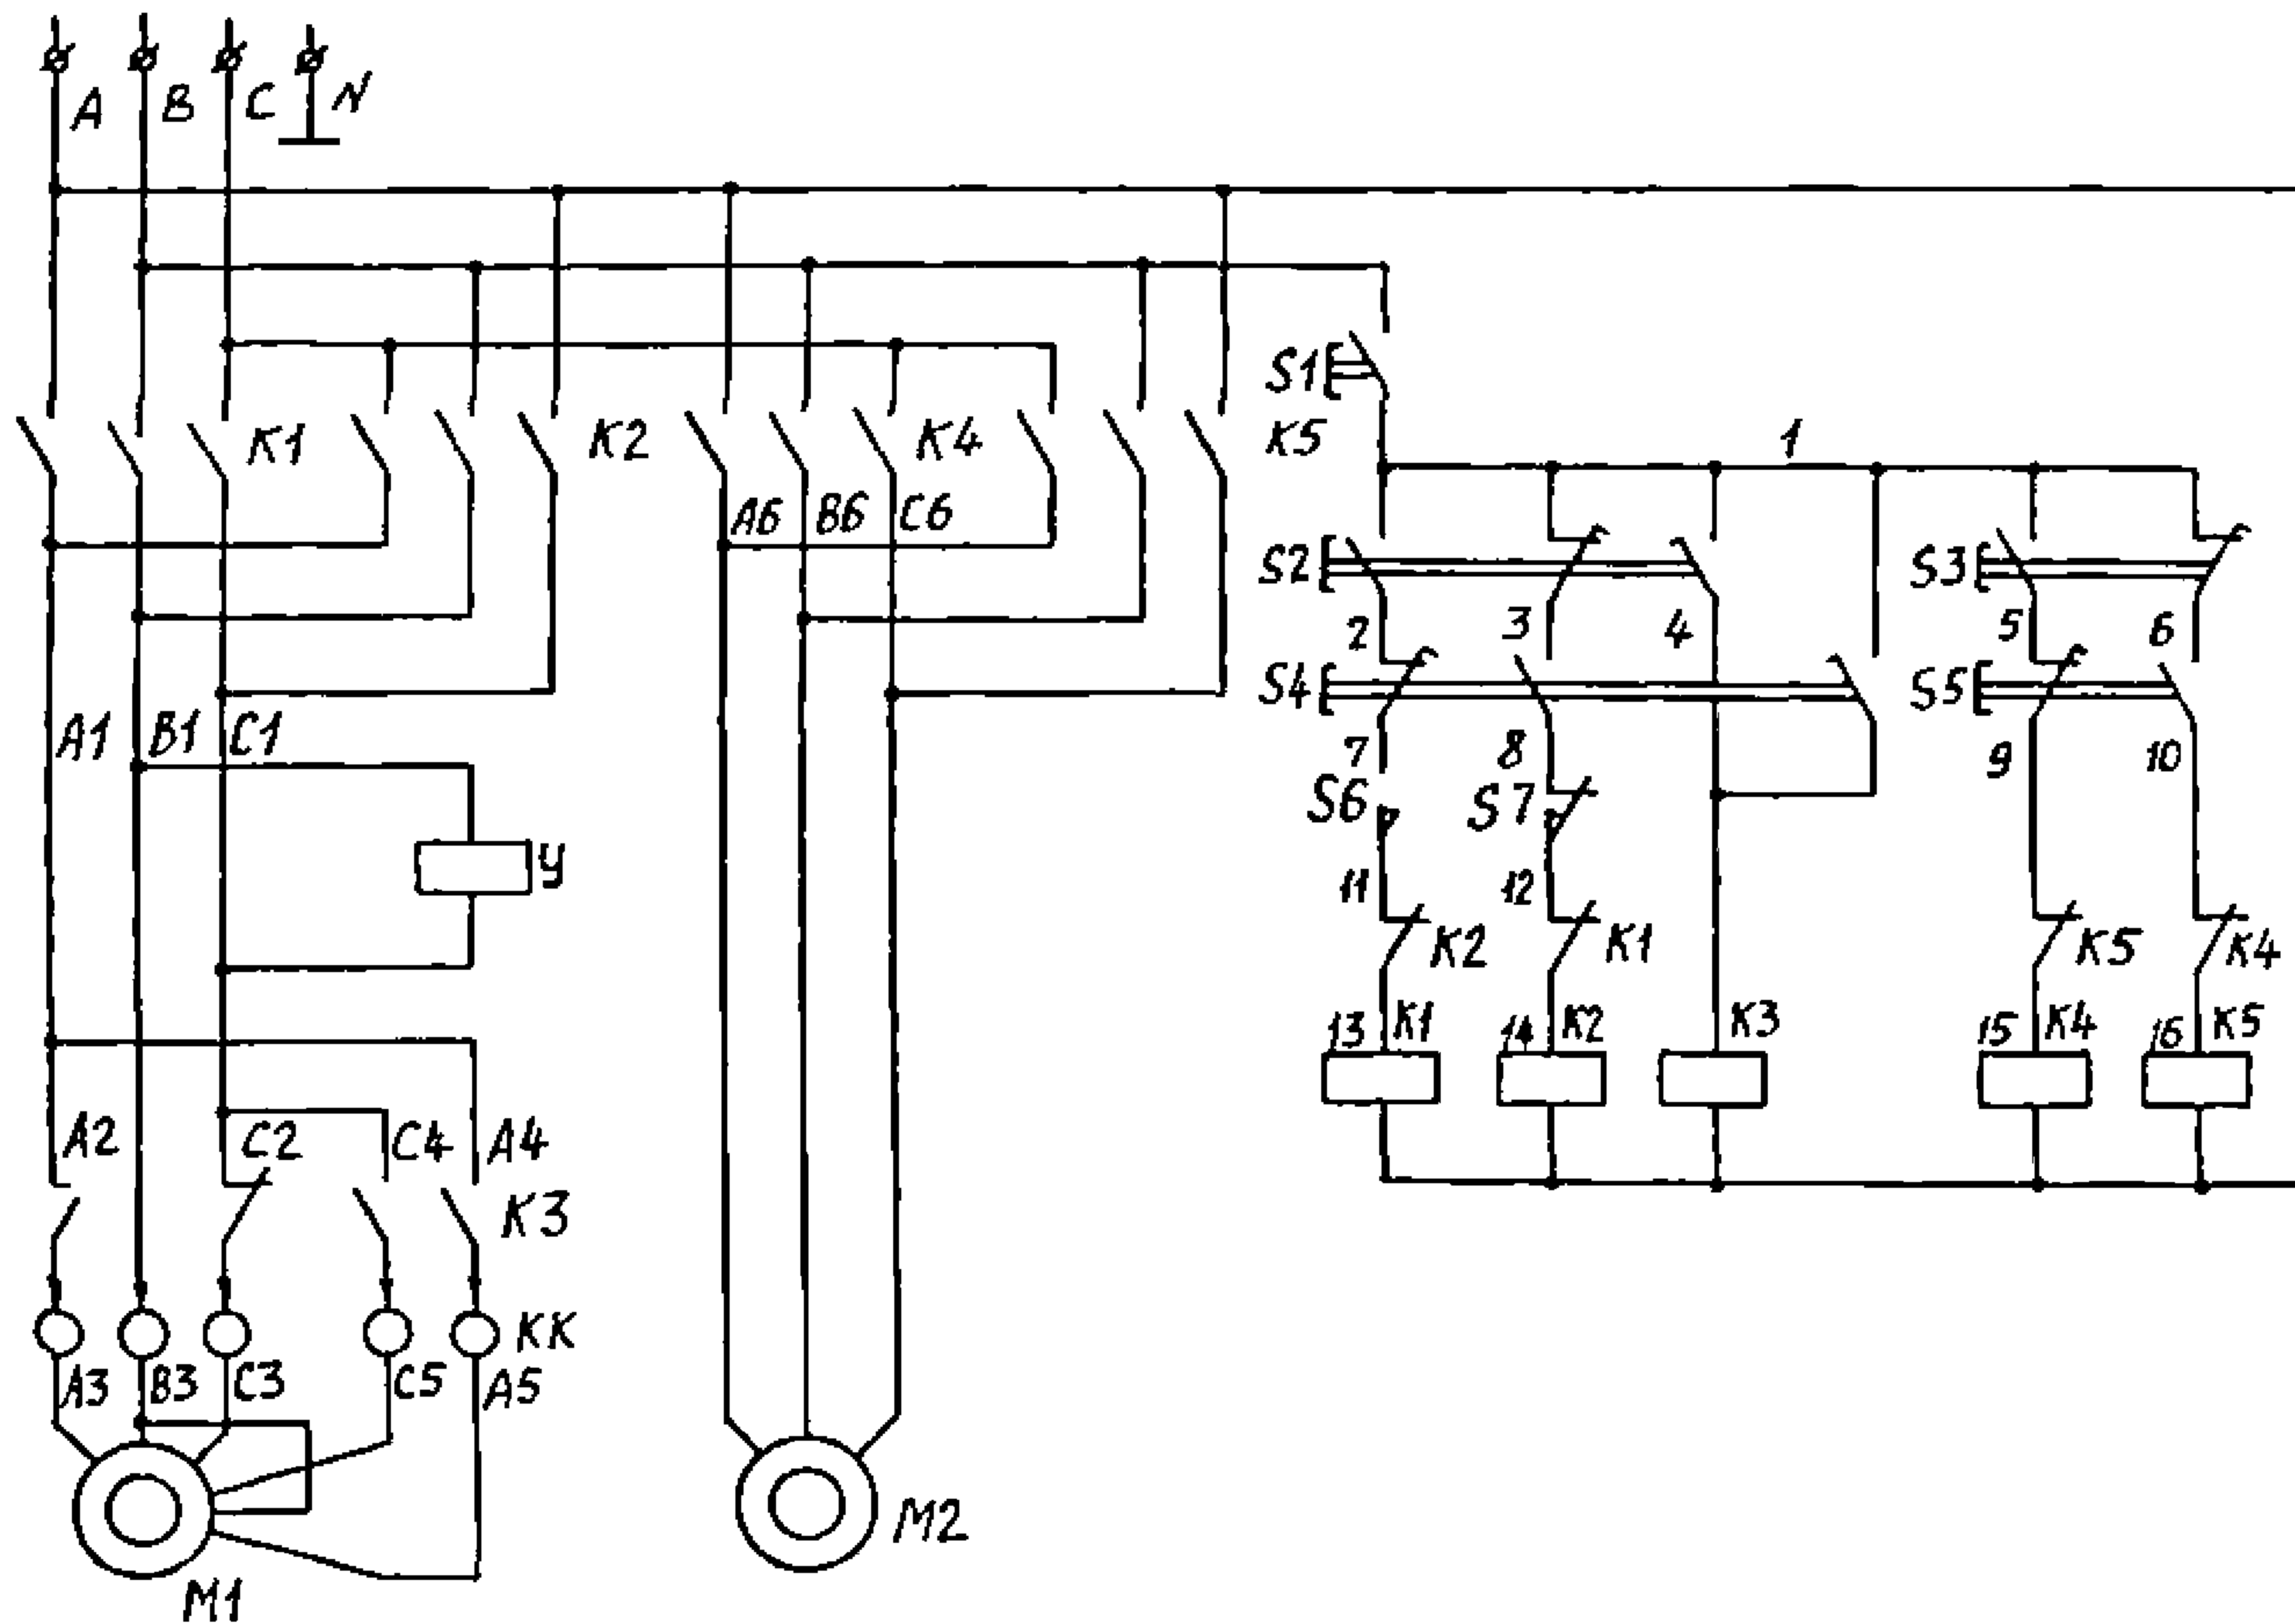 A B C N
K1 K2 K4 K5
S1
1
A6 B6 C6
S2 S3
2 3 4 5 6
S4 S5
A1 B1 C1
7 8 9 10
S6 S7
У
11 12
K2 K1 K5 K4
13 K1 14 K2 K3 15 K4 16 K5
A2 C2 C4 A4
K3
KK
A3 B3 C3 C5 A5
M2
M1